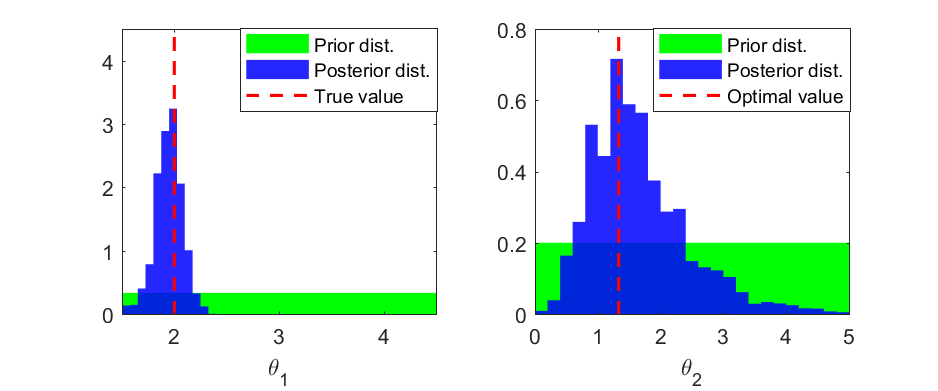 Prior dist.
Posterior dist.
True value
4
3
2
1
0
2
3
4
θ1
Prior dist.
Posterior dist.
Optimal value
0.8
0.6
0.4
0.2
0
0
1
2
3
4
5
θ2